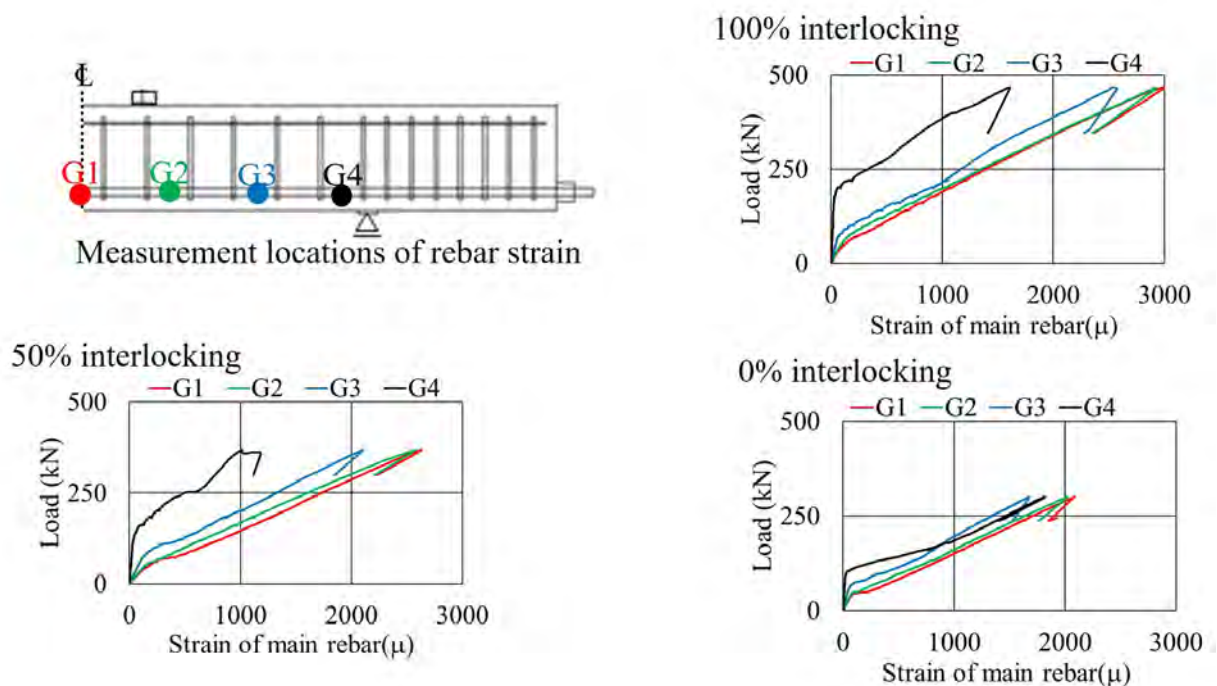 ℄
G1
G2
G3
G4
Measurement locations of rebar strain
100% interlocking
G1 G2 G3 G4
500
250
0
Load (kN)
0 1000 2000 3000
Strain of main rebar(μ)
50% interlocking
G1 G2 G3 G4
500
250
0
Load (kN)
0 1000 2000 3000
Strain of main rebar(μ)
0% interlocking
G1 G2 G3 G4
500
250
0
Load (kN)
0 1000 2000 3000
Strain of main rebar(μ)